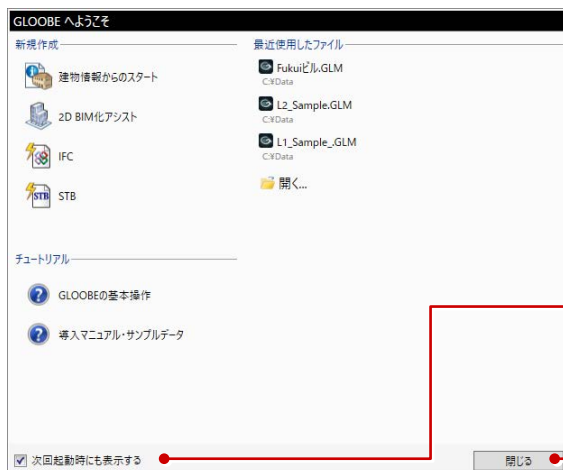 GLOOBE へようこそ
新規作成
建物情報からのスタート
2D BIM化アシスト
IFC
STB
STB
チュートリアル
GLOOBEの基本操作
導入マニュアル・サンプルデータ
最近使用したファイル
Fukuiビル.GLM
C:¥Data
L2_Sample.GLM
C:¥Data
L1_Sample_.GLM
C:¥Data
開く...
次回起動時にも表示する
閉じる